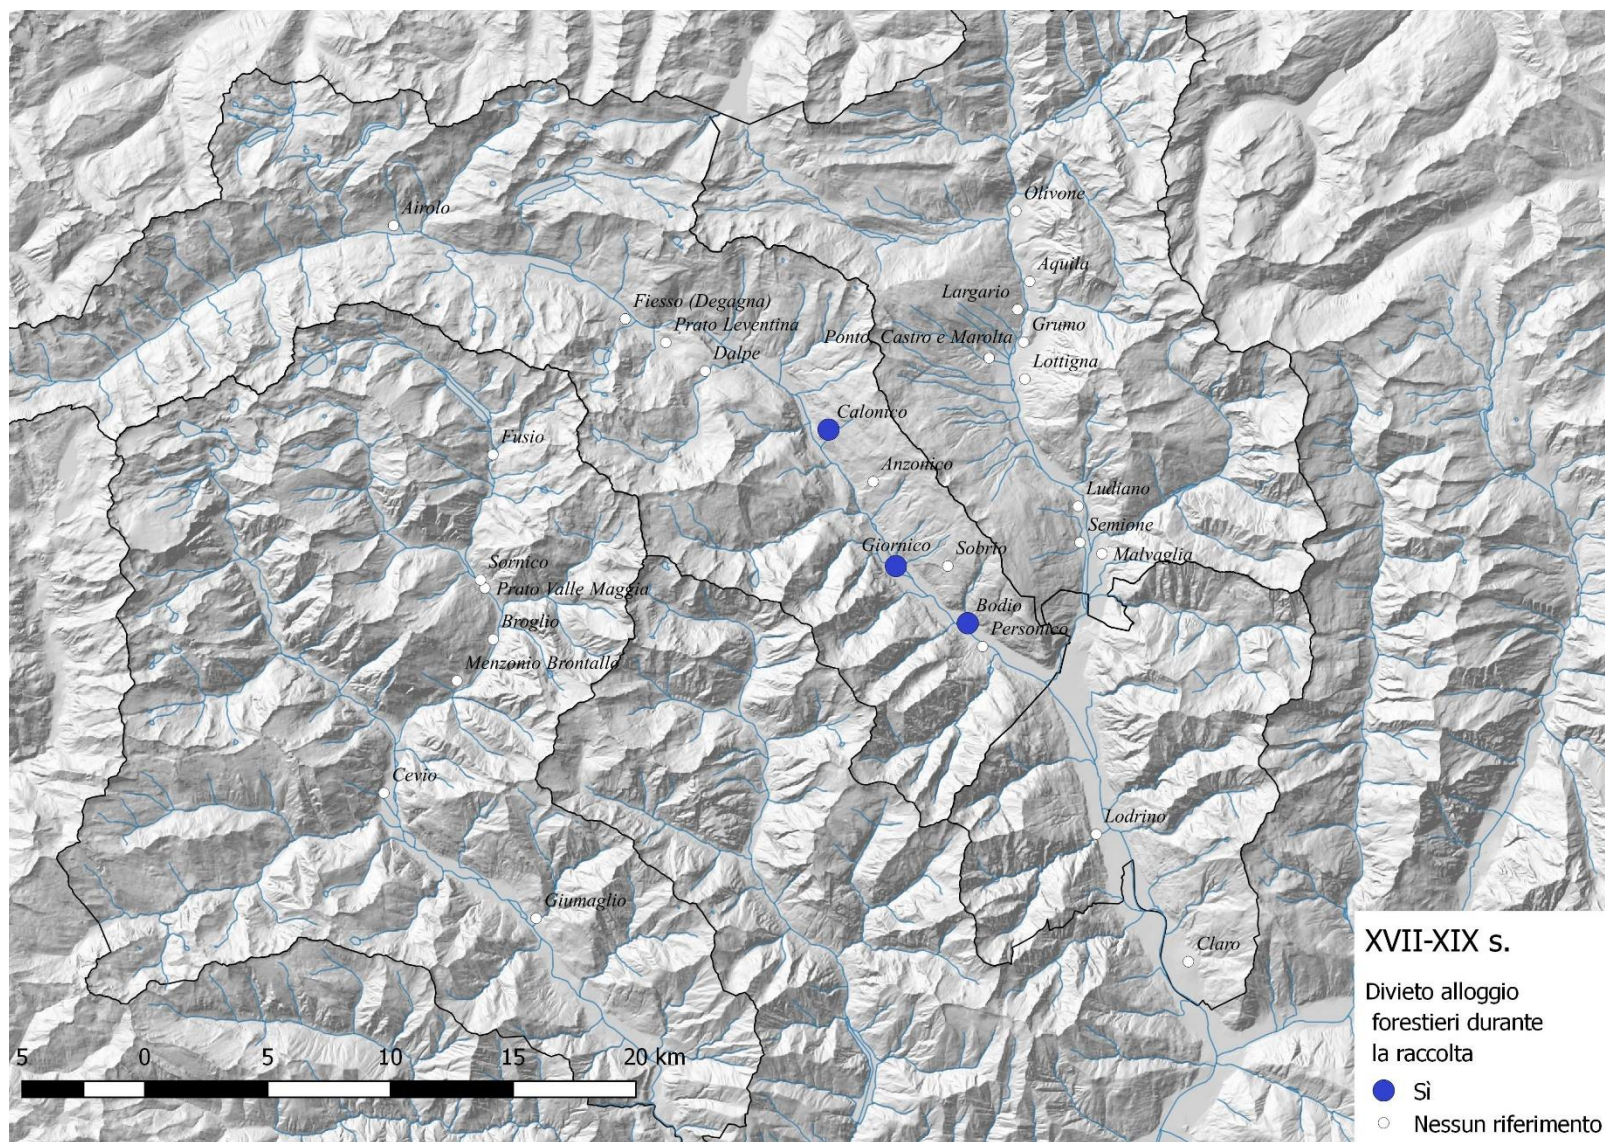 Olivone
Airolo
Aquila
Largario
Fiesso (Degagna)
Grumo
Prato Leventina
Ponto, Castro e Marolta
Dalpe
Lottigna
Calonico
Fusio
Anzonico
Ludiano
Semione
Giornico
Sobrio
Malvaglia
Sornico
Prato Valle Maggia
Bodio
Broglio
Personico
Menzonio Brontallo
Cevio
Lodrino
Giumaglio
Claro
5 0 5 10 15 20 km
XVII-XIX s.
Divieto alloggio
forestieri durante
la raccolta
Sì
Nessun riferimento